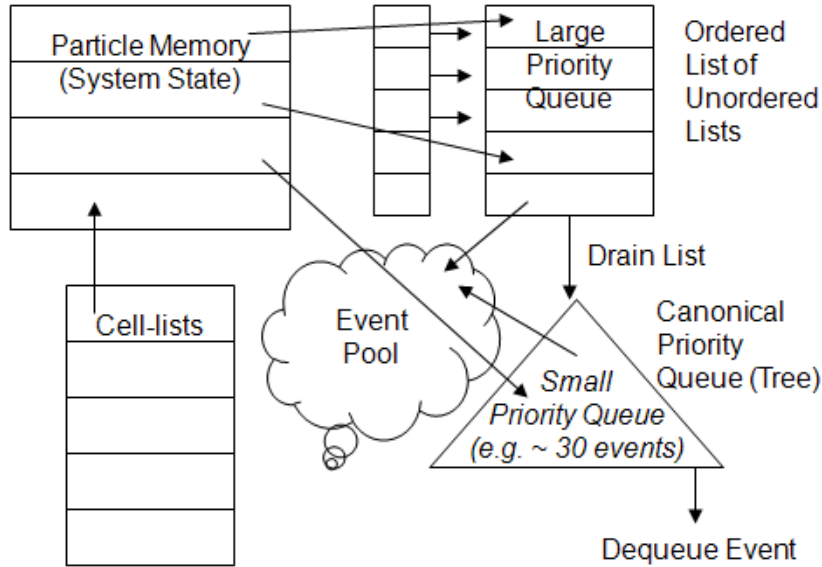 Particle Memory
(System State)
Large
Priority
Queue
Ordered
List of
Unordered
Lists
Drain List
Cell-lists
Event
Pool
Canonical
Priority
Queue (Tree)
Small
Priority Queue
(e.g. ~ 30 events)
Dequeue Event